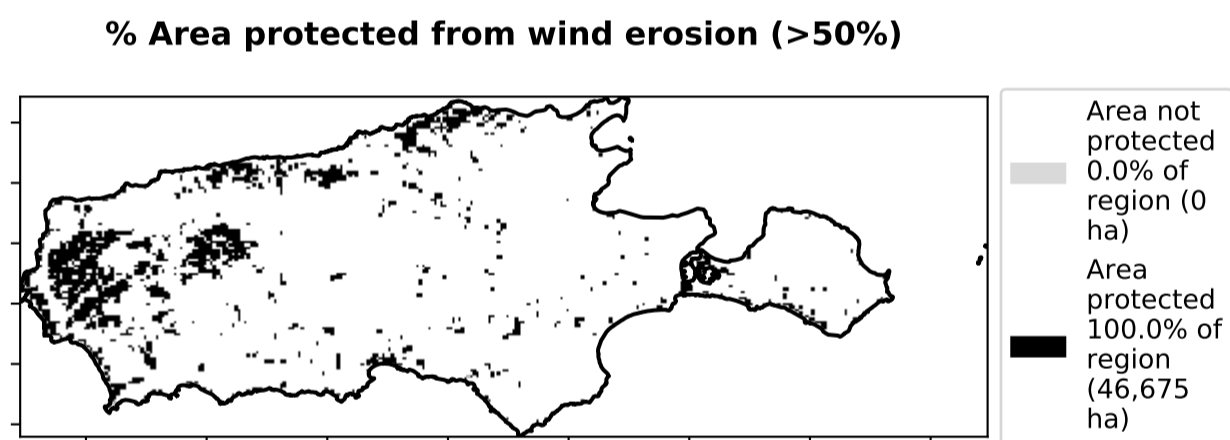 % Area protected from wind erosion (>50%)
Area not
protected
0.0% of
region (0
ha)
Area
protected
100.0% of
region
(46,675
ha)